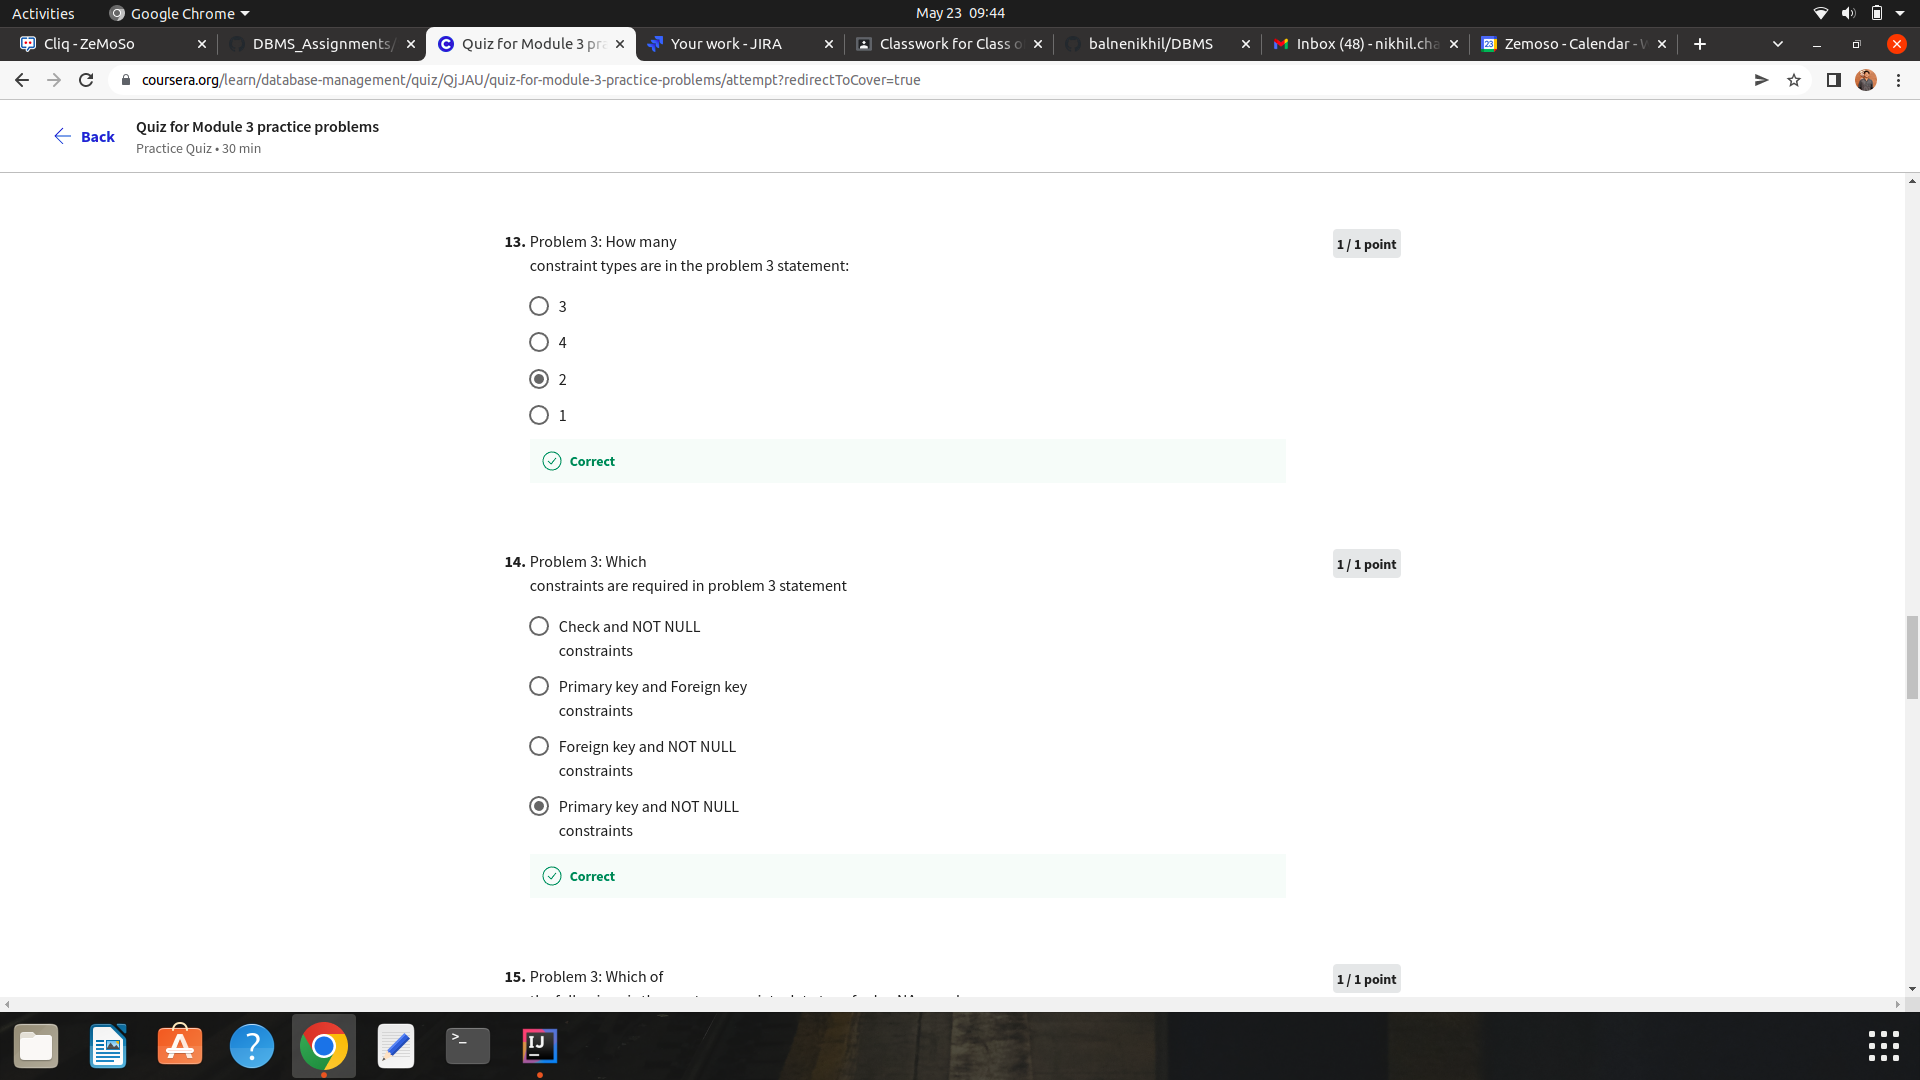 Activities
Google Chrome
May 23 09:44
Cliq - ZeMoSo
DBMS_Assignments/
Quiz for Module 3 pra
Your work - JIRA
Classwork for Class o
balnenikhil/DBMS
Inbox (48) - nikhil.cha
Zemoso - Calendar - W
coursera.org/learn/database-management/quiz/QjJAU/quiz-for-module-3-practice-problems/attempt?redirectToCover=true
Back
Quiz for Module 3 practice problems
Practice Quiz • 30 min
13. Problem 3: How many
constraint types are in the problem 3 statement:
1 / 1 point
3
4
2
1
Correct
14. Problem 3: Which
constraints are required in problem 3 statement
1 / 1 point
Check and NOT NULL
constraints
Primary key and Foreign key
constraints
Foreign key and NOT NULL
constraints
Primary key and NOT NULL
constraints
Correct
15. Problem 3: Which of
1 / 1 point